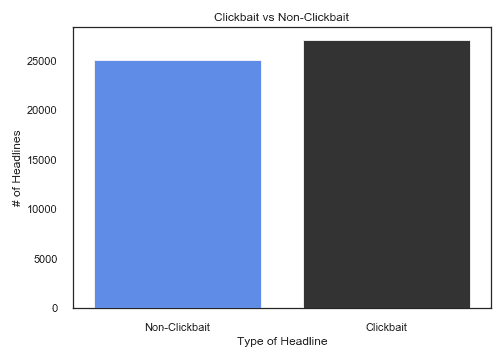 Clickbait vs Non-Clickbait
# of Headlines
25000
20000
15000
10000
5000
0
Non-Clickbait
Clickbait
Type of Headline